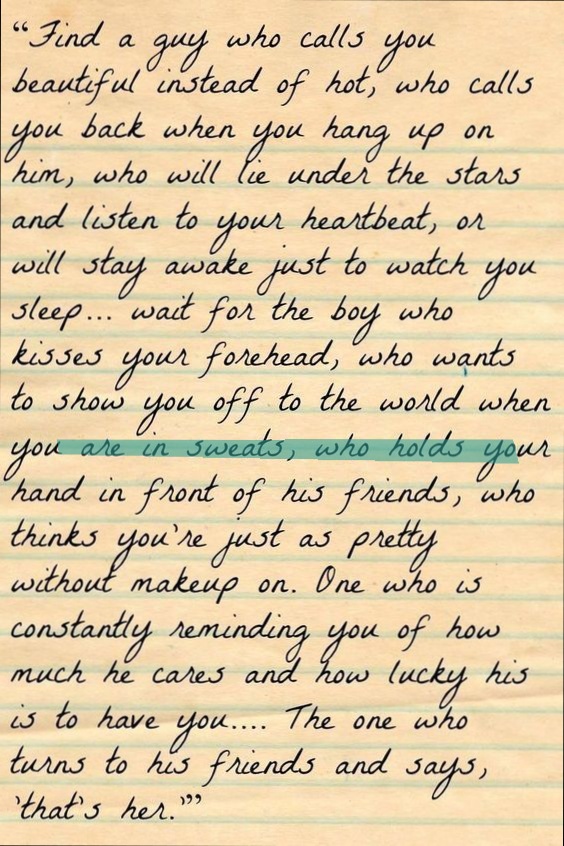 “Find a guy who calls you
beautiful instead of hot, who calls
you back when you hang up on
him, who will lie under the stars
and listen to your heartbeat, or
will stay awake just to watch you
sleep... wait for the boy who
kisses your forehead, who wants
to show you off to the world when
you are in sweats, who holds your
hand in front of his friends, who
thinks you're just as pretty
without makeup on. One who is
constantly reminding you of how
much he cares and how lucky his
is to have you.... The one who
turns to his friends and says,
'that's her.'”